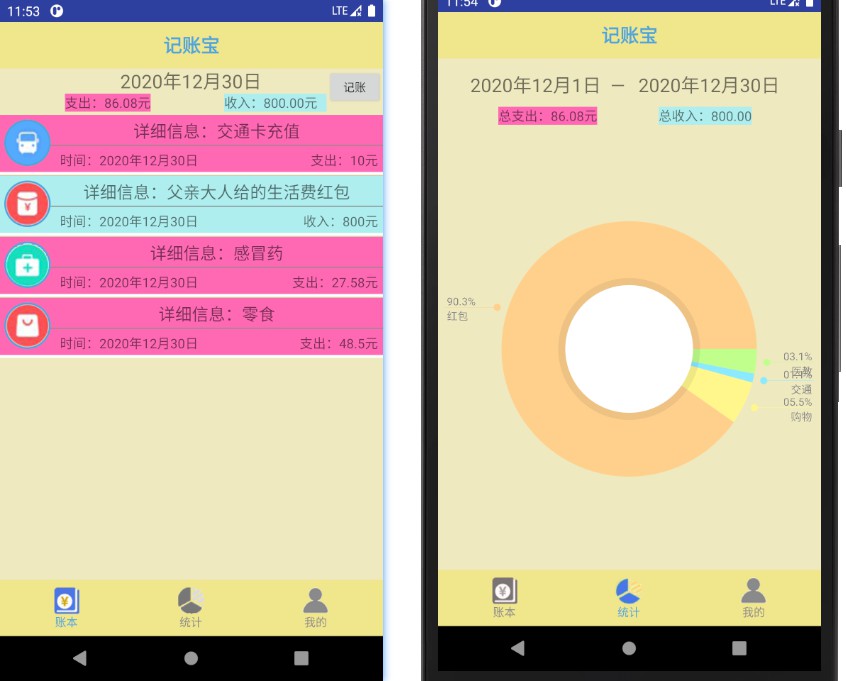 11:53
LTE
记账宝
2020年12月30日
支出：86.08元
收入：800.00元
记账
详细信息：交通卡充值
时间：2020年12月30日
支出：10元
详细信息：父亲大人给的生活费红包
时间：2020年12月30日
收入：800元
详细信息：感冒药
时间：2020年12月30日
支出：27.58元
详细信息：零食
时间：2020年12月30日
支出：48.5元
账本
统计
我的
11:54
LTE
记账宝
2020年12月1日 — 2020年12月30日
总支出：86.08元
总收入：800.00
90.3%
红包
03.1%
交通
05.5%
购物
账本
统计
我的